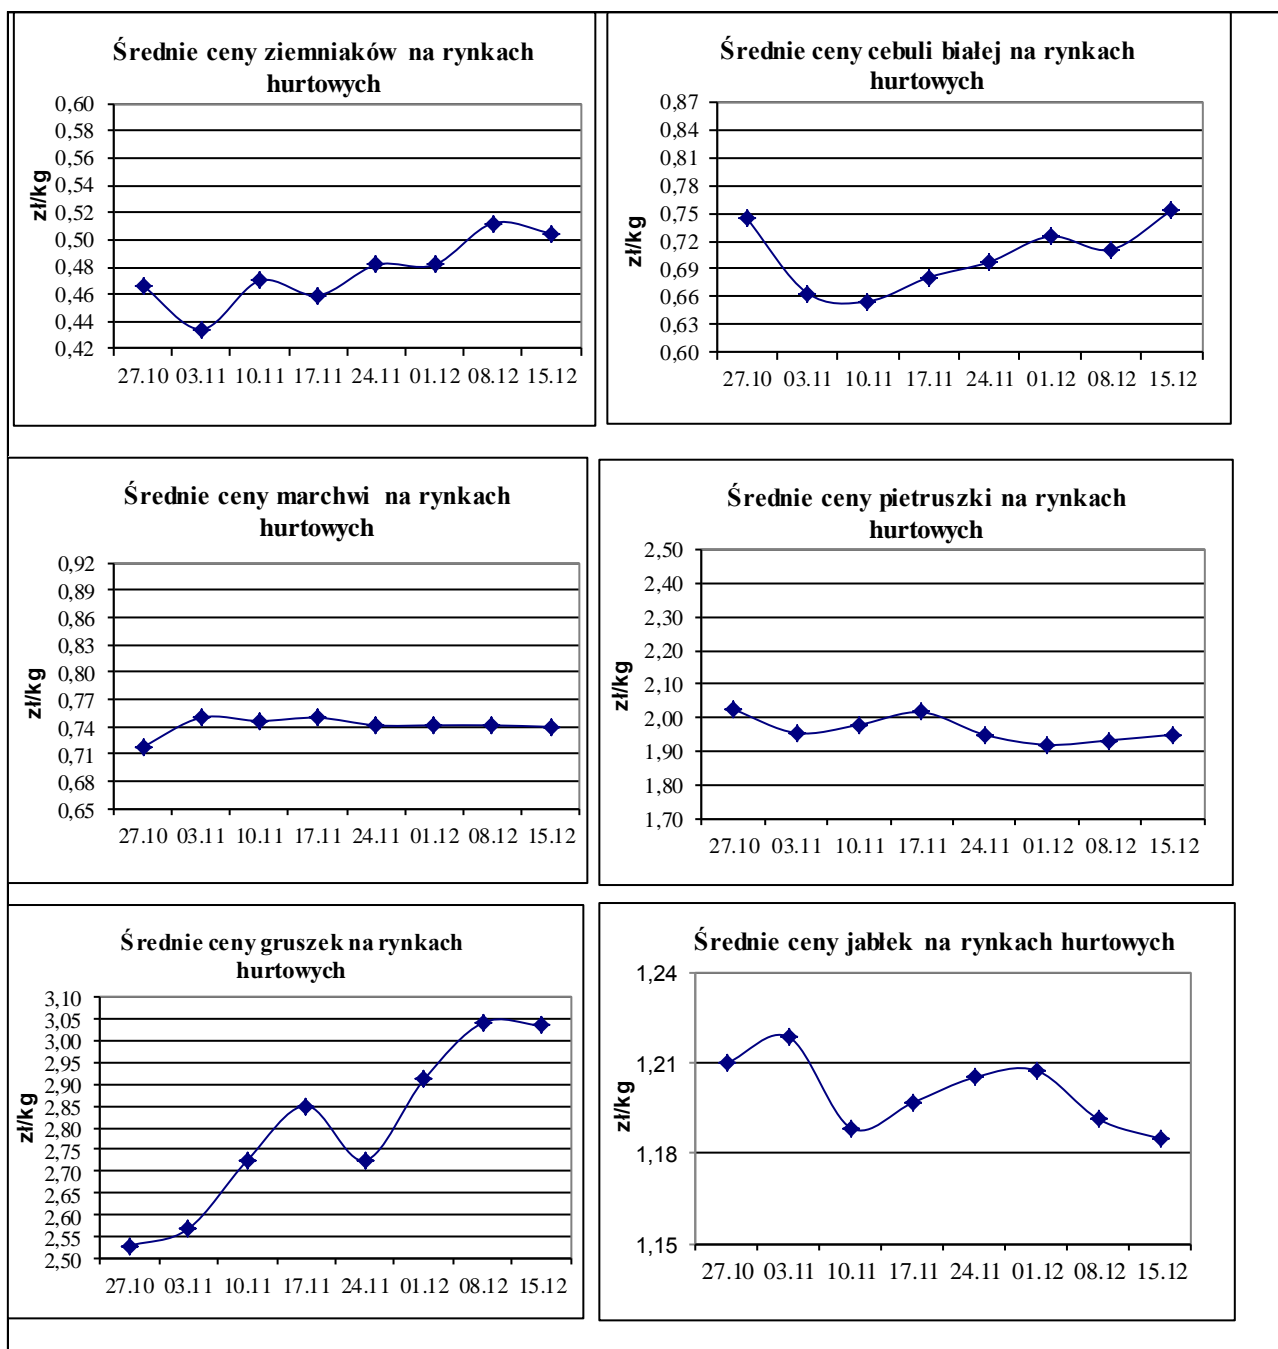 Średnie ceny ziemniaków na rynkach
hurtowych
zł/kg
0,60
0,58
0,56
0,54
0,52
0,50
0,48
0,46
0,44
0,42
27.10 03.11 10.11 17.11 24.11 01.12 08.12 15.12
Średnie ceny cebuli białej na rynkach
hurtowych
zł/kg
0,87
0,84
0,81
0,78
0,75
0,72
0,69
0,66
0,63
0,60
27.10 03.11 10.11 17.11 24.11 01.12 08.12 15.12
Średnie ceny marchwi na rynkach
hurtowych
zł/kg
0,92
0,89
0,86
0,83
0,80
0,77
0,74
0,71
0,68
0,65
27.10 03.11 10.11 17.11 24.11 01.12 08.12 15.12
Średnie ceny pietruszki na rynkach
hurtowych
zł/kg
2,50
2,40
2,30
2,20
2,10
2,00
1,90
1,80
1,70
27.10 03.11 10.11 17.11 24.11 01.12 08.12 15.12
Średnie ceny gruszek na rynkach
hurtowych
zł/kg
3,10
3,05
3,00
2,95
2,90
2,85
2,80
2,75
2,70
2,65
2,60
2,55
2,50
27.10 03.11 10.11 17.11 24.11 01.12 08.12 15.12
Średnie ceny jabłek na rynkach hurtowych
zł/kg
1,24
1,21
1,18
1,15
27.10 03.11 10.11 17.11 24.11 01.12 08.12 15.12